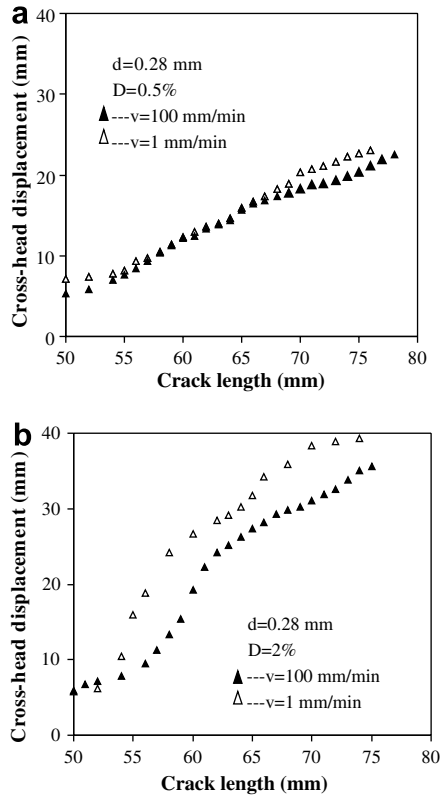 a
40
30
20
10
0
Cross-head displacement (mm)
d=0.28 mm
D=0.5%
▲---v=100 mm/min
△---v=1 mm/min
50 55 60 65 70 75 80
Crack length (mm)
b
40
30
20
10
0
Cross-head displacement (mm)
d=0.28 mm
D=2%
▲---v=100 mm/min
△---v=1 mm/min
50 55 60 65 70 75 80
Crack length (mm)